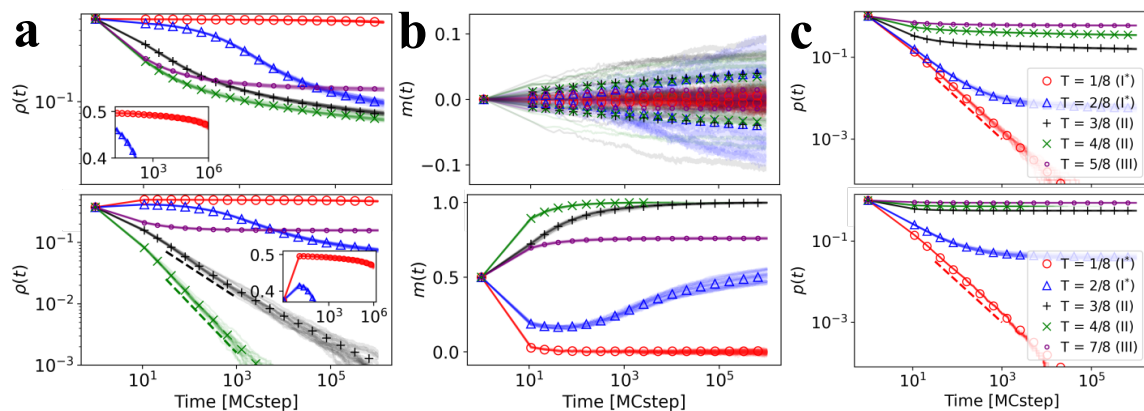 a
b
c
ρ(t)
10⁻¹
0.5
0.4
10³
10⁶
m(t)
0.1
0.0
−0.1
p(t)
10⁻¹
10⁻³
T = 1/8 (I*)
T = 2/8 (I*)
T = 3/8 (II)
T = 4/8 (II)
T = 5/8 (III)
ρ(t)
10⁻¹
10⁻²
10⁻³
0.5
0.4
10³
10⁶
10¹
10³
10⁵
Time [MCstep]
m(t)
1.0
0.5
0.0
10¹
10³
10⁵
Time [MCstep]
p(t)
10⁻¹
10⁻³
T = 1/8 (I*)
T = 2/8 (I*)
T = 3/8 (II)
T = 4/8 (II)
T = 7/8 (III)
10¹
10³
10⁵
Time [MCstep]